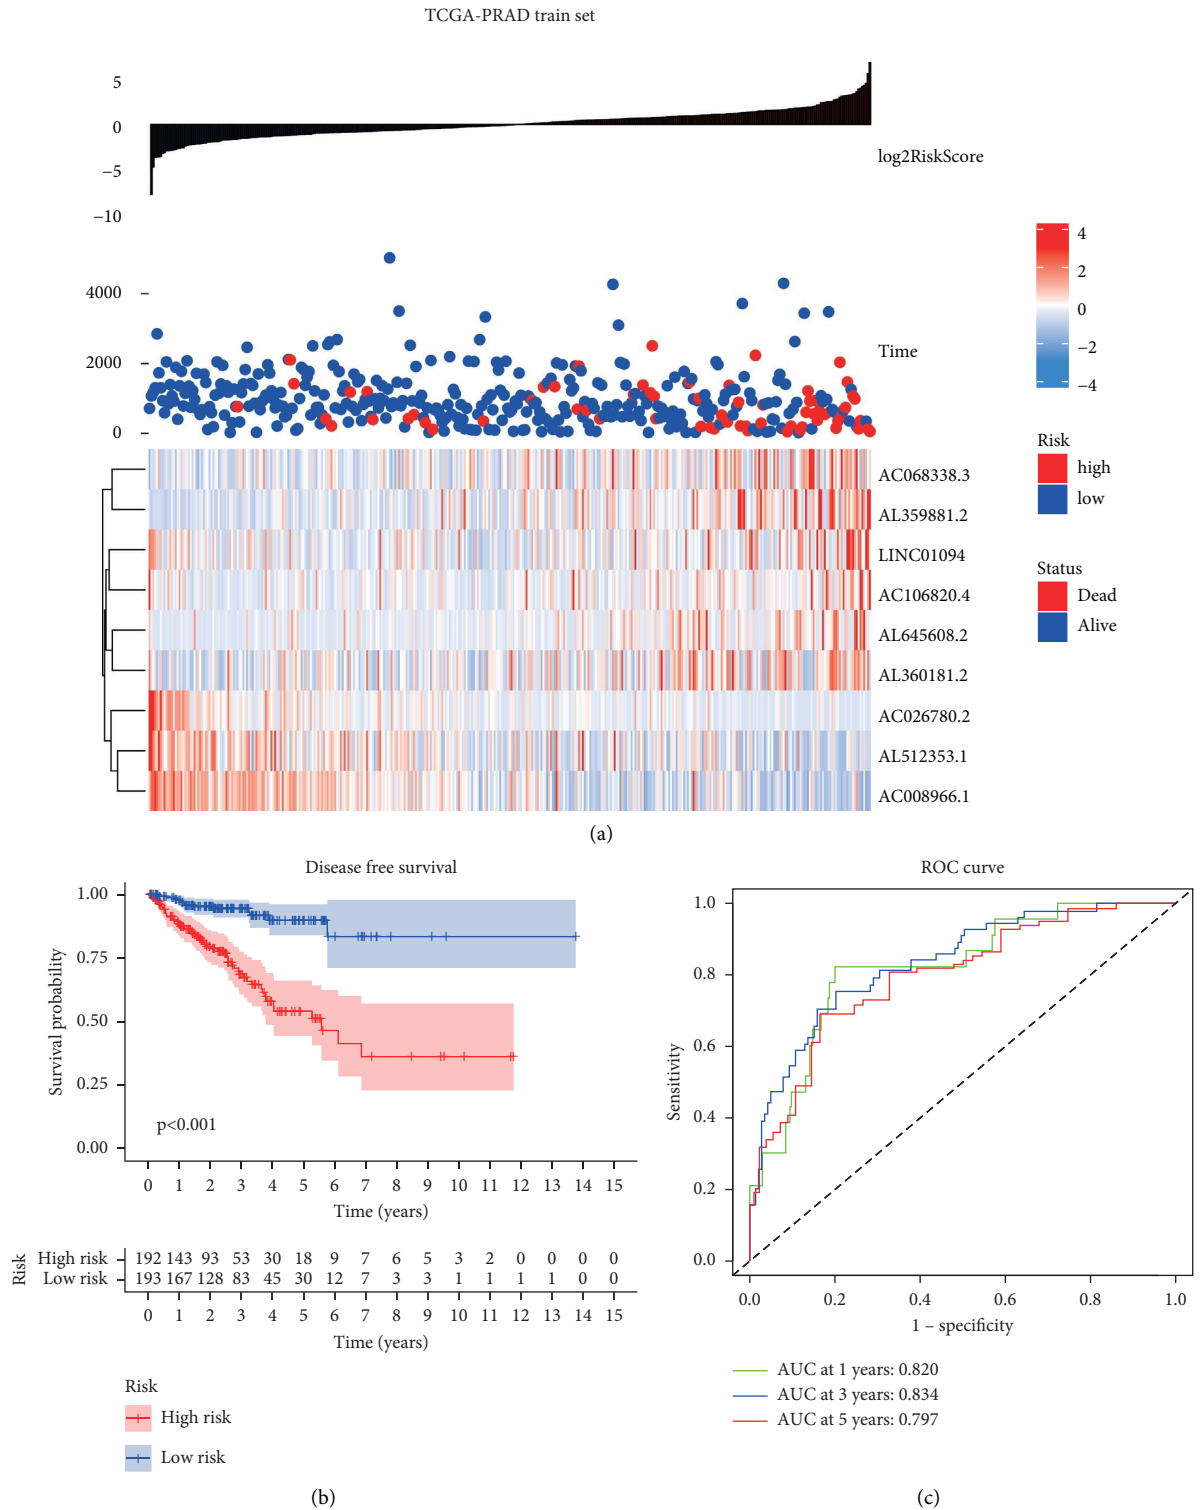 TCGA-PRAD train set
5
0
−5
−10
log2RiskScore
4000
2000
0
Time
4
2
0
−2
−4
Risk
high
low
Status
Dead
Alive
AC068338.3
AL359881.2
LINC01094
AC106820.4
AL645608.2
AL360181.2
AC026780.2
AL512353.1
AC008966.1
(a)
Disease free survival
Survival probability
1.00
0.75
0.50
0.25
0.00
p<0.001
0 1 2 3 4 5 6 7 8 9 10 11 12 13 14 15
Time (years)
Risk
High risk 192 143 93 53 30 18 9 7 6 5 3 2 0 0 0 0
Low risk 193 167 128 83 45 30 12 7 3 3 1 1 1 1 0 0
0 1 2 3 4 5 6 7 8 9 10 11 12 13 14 15
Time (years)
Risk
High risk
Low risk
(b)
ROC curve
Sensitivity
1.0
0.8
0.6
0.4
0.2
0.0
0.0 0.2 0.4 0.6 0.8 1.0
1 − specificity
AUC at 1 years: 0.820
AUC at 3 years: 0.834
AUC at 5 years: 0.797
(c)